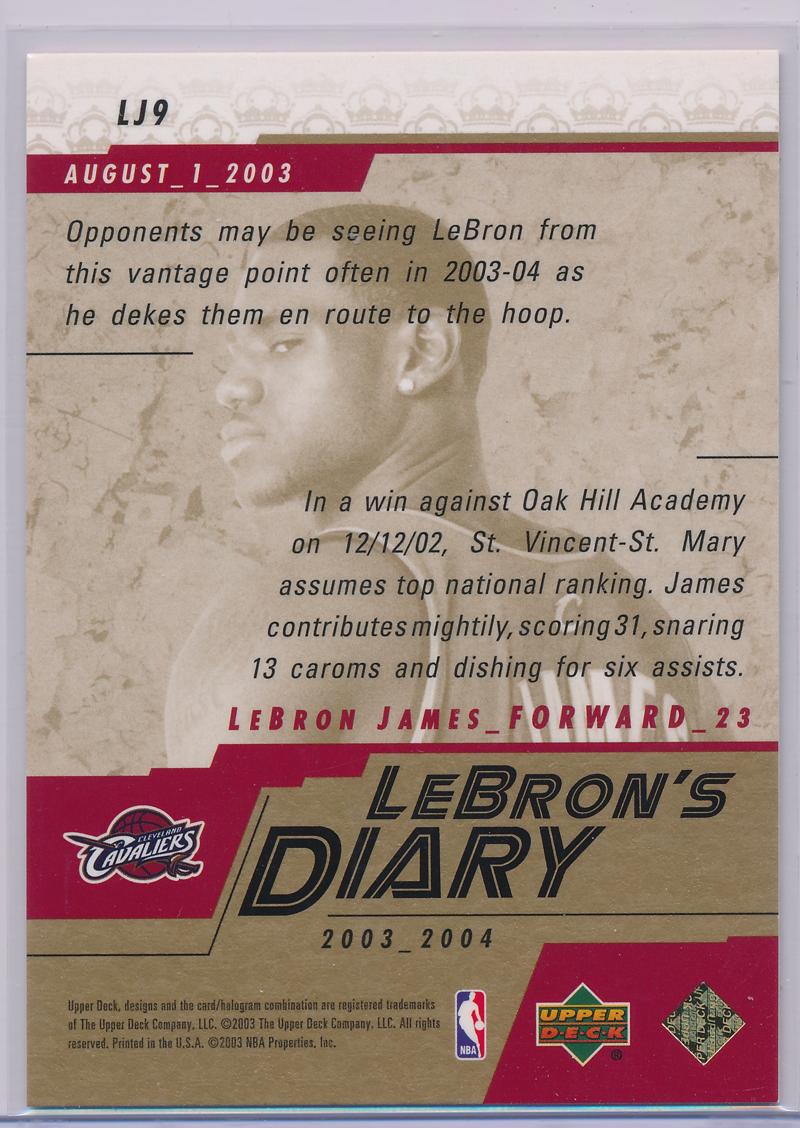 LJ9
AUGUST_1_2003
Opponents may be seeing LeBron from
this vantage point often in 2003-04 as
he dekes them en route to the hoop.
In a win against Oak Hill Academy
on 12/12/02, St. Vincent-St. Mary
assumes top national ranking. James
contributes mightily, scoring 31, snaring
13 caroms and dishing for six assists.
LEBRON JAMES_FORWARD_23
CLEVELAND
CAVALIERS
LEBRON'S
DIARY
2003_2004
Upper Deck, designs and the card/hologram combination are registered trademarks
of The Upper Deck Company, LLC. ©2003 The Upper Deck Company, LLC. All rights
reserved. Printed in the U.S.A. ©2003 NBA Properties, Inc.
NBA
UPPER
DECK
®